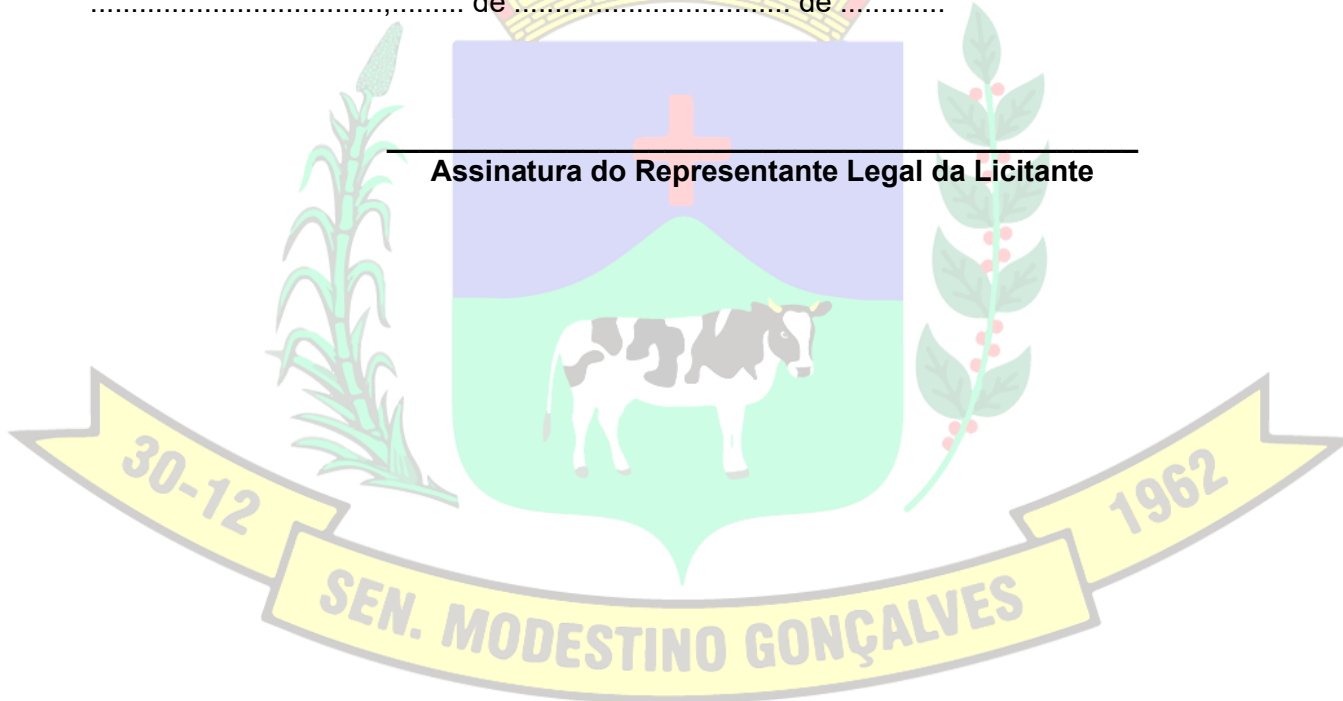 ....................................,......... de .................................. de .............
Assinatura do Representante Legal da Licitante
30-12
1962
SEN. MODESTINO GONÇALVES